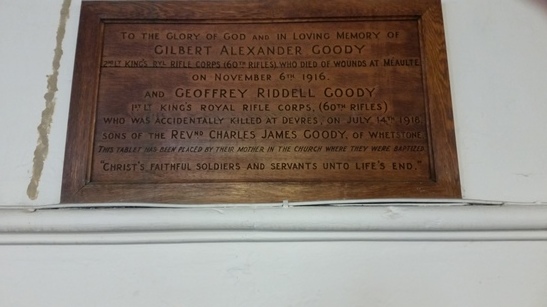 To the Glory of God and in Loving Memory of
Gilbert Alexander Goody
2nd Lt. King's Ryl. Rifle Corps (60th Rifles) who died of wounds at Meaulte
on November 6th 1916.
and Geoffrey Riddell Goody
1st Lt King's Royal Rifle Corps, (60th Rifles)
who was accidentally killed at Devres, on July 14th 1918
sons of the Revnd Charles James Goody, of Whetstone.
This tablet has been placed by their mother in the church where they were baptized
"Christ's faithful soldiers and servants unto life's end."